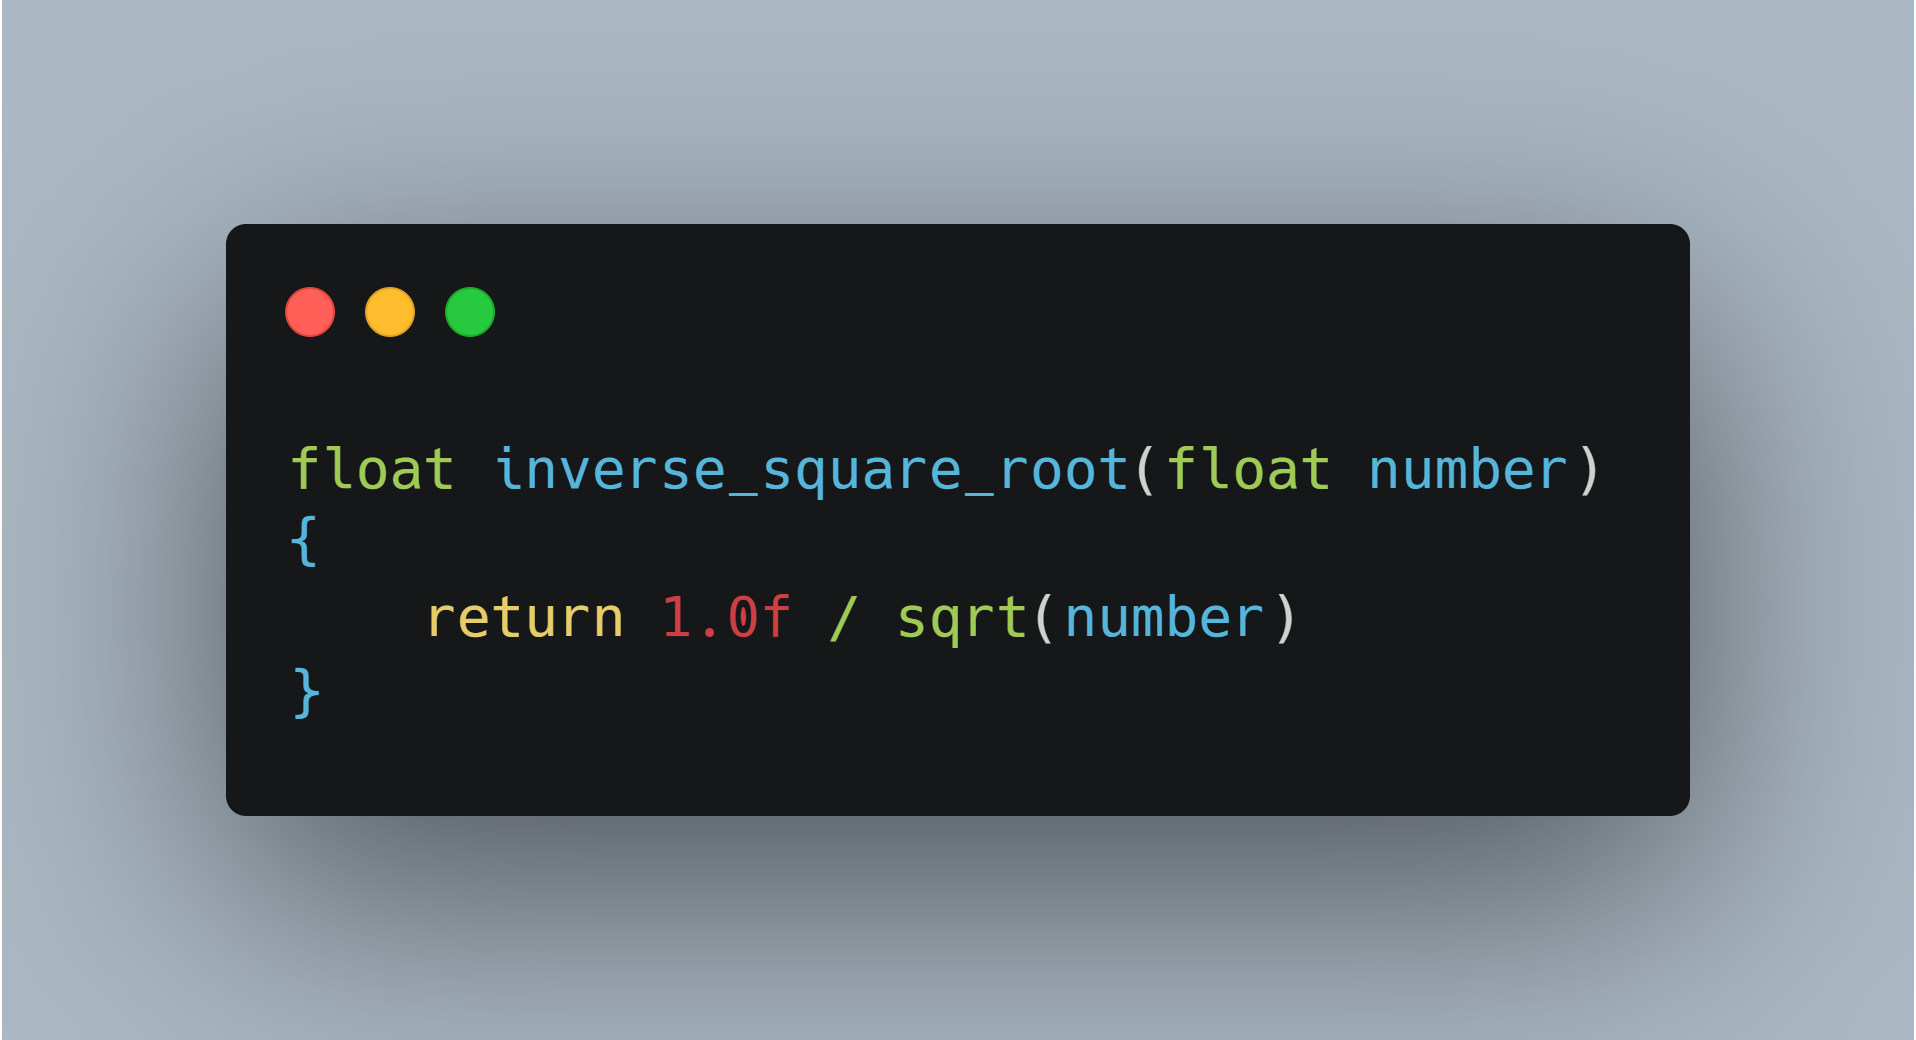 float inverse_square_root(float number)
{
    return 1.0f / sqrt(number)
}